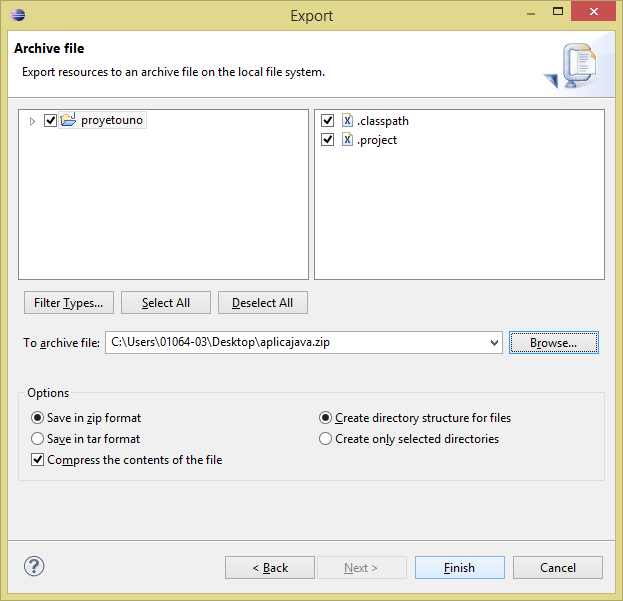 Export
Archive file
Export resources to an archive file on the local file system.
proyetouno
.classpath
.project
Filter Types...
Select All
Deselect All
To archive file:
C:\Users\01064-03\Desktop\aplicajava.zip
Browse...
Options
Save in zip format
Create directory structure for files
Save in tar format
Create only selected directories
Compress the contents of the file
< Back
Next >
Finish
Cancel